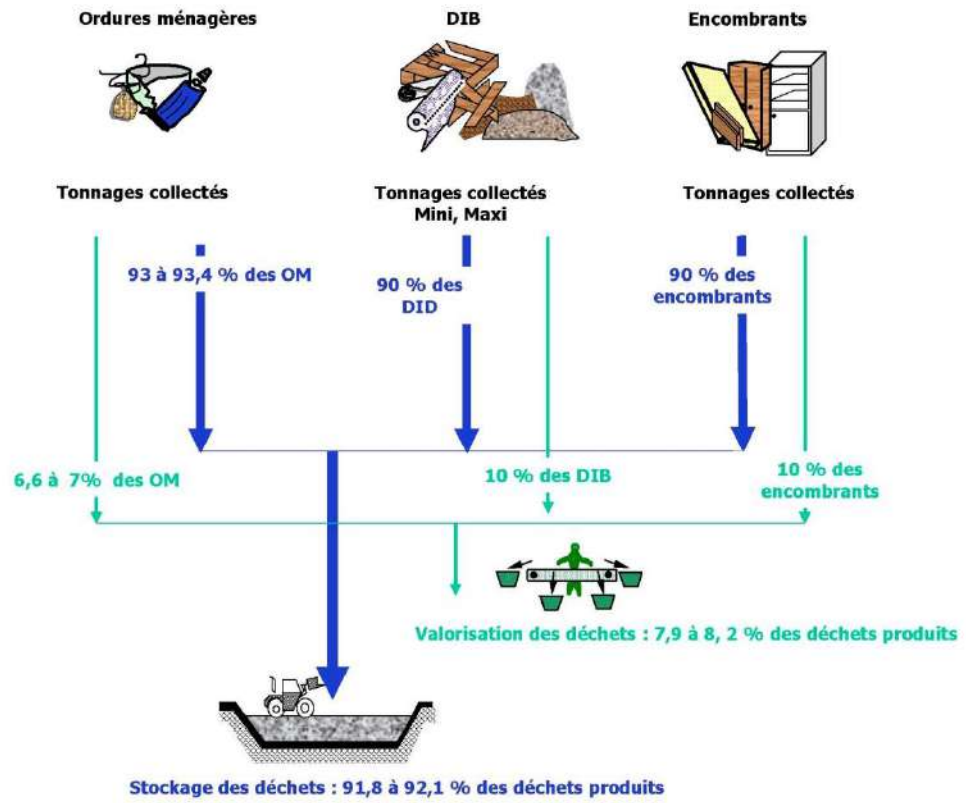 Ordures ménagères
DIB
Encombrants
Tonnages collectés
Tonnages collectés
Mini, Maxi
Tonnages collectés
93 à 93,4 % des OM
90 % des
DID
90 % des
encombrants
6,6 à 7% des OM
10 % des DIB
10 % des
encombrants
Valorisation des déchets : 7,9 à 8, 2 % des déchets produits
Stockage des déchets : 91,8 à 92,1 % des déchets produits